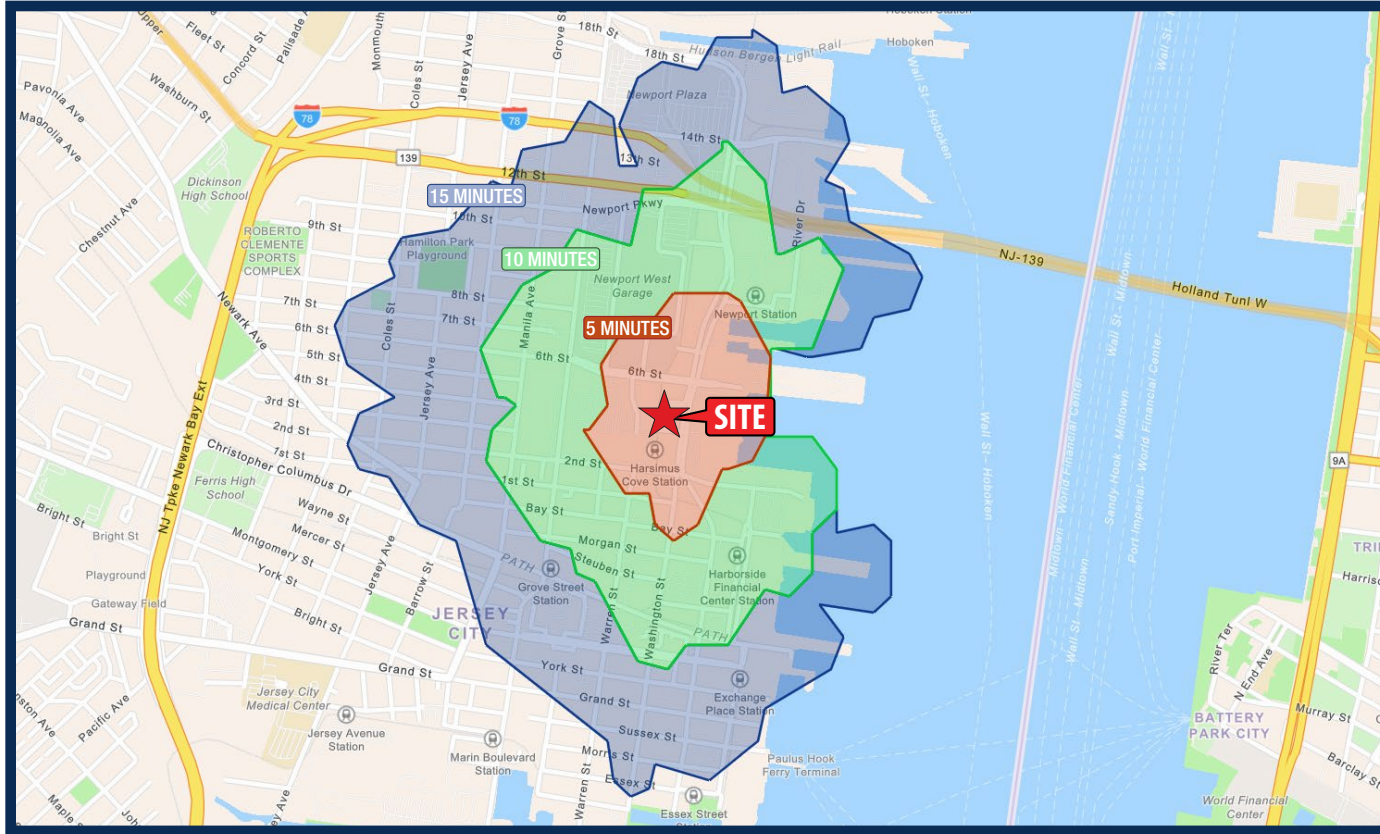 Upper
Fleet St
Concord St
Palisade Ave
Monmouth
Coles St
Jersey Ave
Grove St
18th St
18th St
Hudson Bergen Light Rail
Hoboken
Wall St - Hoboken
Washburn St
Pavonia Ave
Magnolia Ave
Newport Plaza
78
78
14th St
13th St
139
12th St
Dickinson
High School
Chestnut Ave
15 MINUTES
10th St
Newport Pkwy
River Dr
9th St
ROBERTO
CLEMENTE
SPORTS
COMPLEX
Hamilton Park
Playground
10 MINUTES
NJ-139
Holland Tunl W
Newport West
Garage
Newport Station
Newark Ave
8th St
7th St
7th St
6th St
5th St
4th St
3rd St
2nd St
1st St
Coles St
Jersey Ave
Manila Ave
5 MINUTES
6th St
6th St
SITE
Harsimus
Cove Station
2nd St
1st St
Bay St
Bay St
Morgan St
Steuben St
Christopher Columbus Dr
Ferris High
School
Wayne St
Mercer St
Montgomery St
York St
Bright St
Bright St
Bright St
Jersey Ave
Barrow St
NJ Tpke Newark Bay Ext
Playground
Gateway Field
Grand St
Grand St
JERSEY
CITY
PATH
Grove Street
Station
Warren St
Washington St
Harborside
Financial
Center Station
PATH
York St
Grand St
Sussex St
Morris St
Essex St
Exchange
Place Station
Paulus Hook
Ferry Terminal
Essex Street
Jersey City
Medical Center
Jersey Avenue
Station
Marin Boulevard
Station
Warren St
Pacific Ave
Maple St
Jersey Ave
Wall St - Hoboken
Wall St - Midtown
Midtown - World Financial Center
Sandy Hook - Midtown
Port Imperial - World Financial Center
Wall St - Midtown
9A
River Ter
N End Ave
Murray St
Barclay St
BATTERY
PARK CITY
World Financial
Center